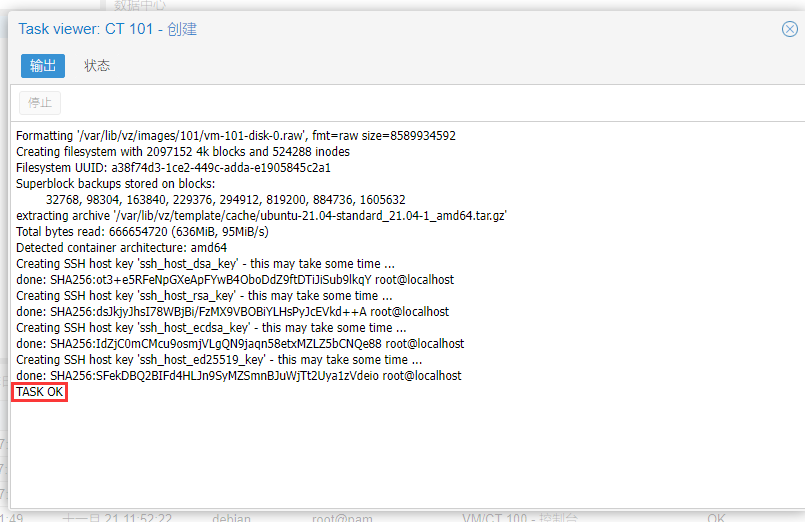 数据中心
Task viewer: CT 101 - 创建
输出 状态
停止
Formatting '/var/lib/vz/images/101/vm-101-disk-0.raw', fmt=raw size=8589934592
Creating filesystem with 2097152 4k blocks and 524288 inodes
Filesystem UUID: a38f74d3-1ce2-449c-adda-e1905845c2a1
Superblock backups stored on blocks:
32768, 98304, 163840, 229376, 294912, 819200, 884736, 1605632
extracting archive '/var/lib/vz/template/cache/ubuntu-21.04-standard_21.04-1_amd64.tar.gz'
Total bytes read: 666654720 (636MiB, 95MiB/s)
Detected container architecture: amd64
Creating SSH host key 'ssh_host_dsa_key' - this may take some time ...
done: SHA256:ot3+e5RFeNpGXeApFYwB4OboDdZ9ftDTiJiSub9lkqY root@localhost
Creating SSH host key 'ssh_host_rsa_key' - this may take some time ...
done: SHA256:dsJkjyJhsI78WBjBi/FzMX9VBOBiYLHsPyJcEVkd++A root@localhost
Creating SSH host key 'ssh_host_ecdsa_key' - this may take some time ...
done: SHA256:IdZjC0mCMcu9osmjVLgQN9jaqn58etxMZLZ5bCNQe88 root@localhost
Creating SSH host key 'ssh_host_ed25519_key' - this may take some time ...
done: SHA256:SFekDBQ2BIFd4HLJn9SyMZSmnBJuWjTt2Uya1zVdeio root@localhost
TASK OK
1:49 十一月 21 11:52:22 debian root@pam VM/CT 100 - 控制台 OK